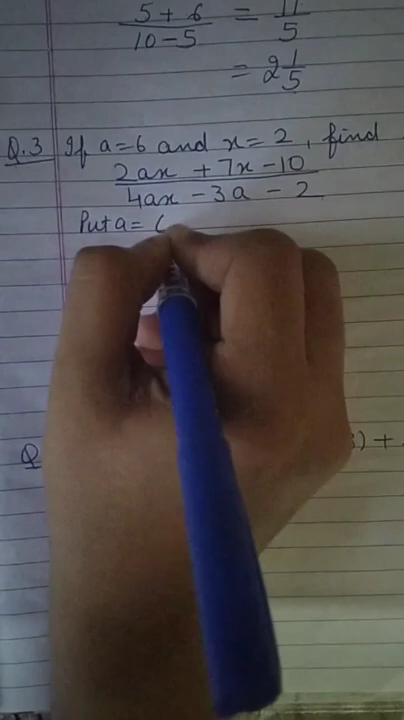 5 + 6 = 11
10 - 5 5
= 2 1/5
Q.3 If a = 6 and x = 2, find
2ax + 7x - 10
4ax - 3a - 2
Put a =
Q ) +